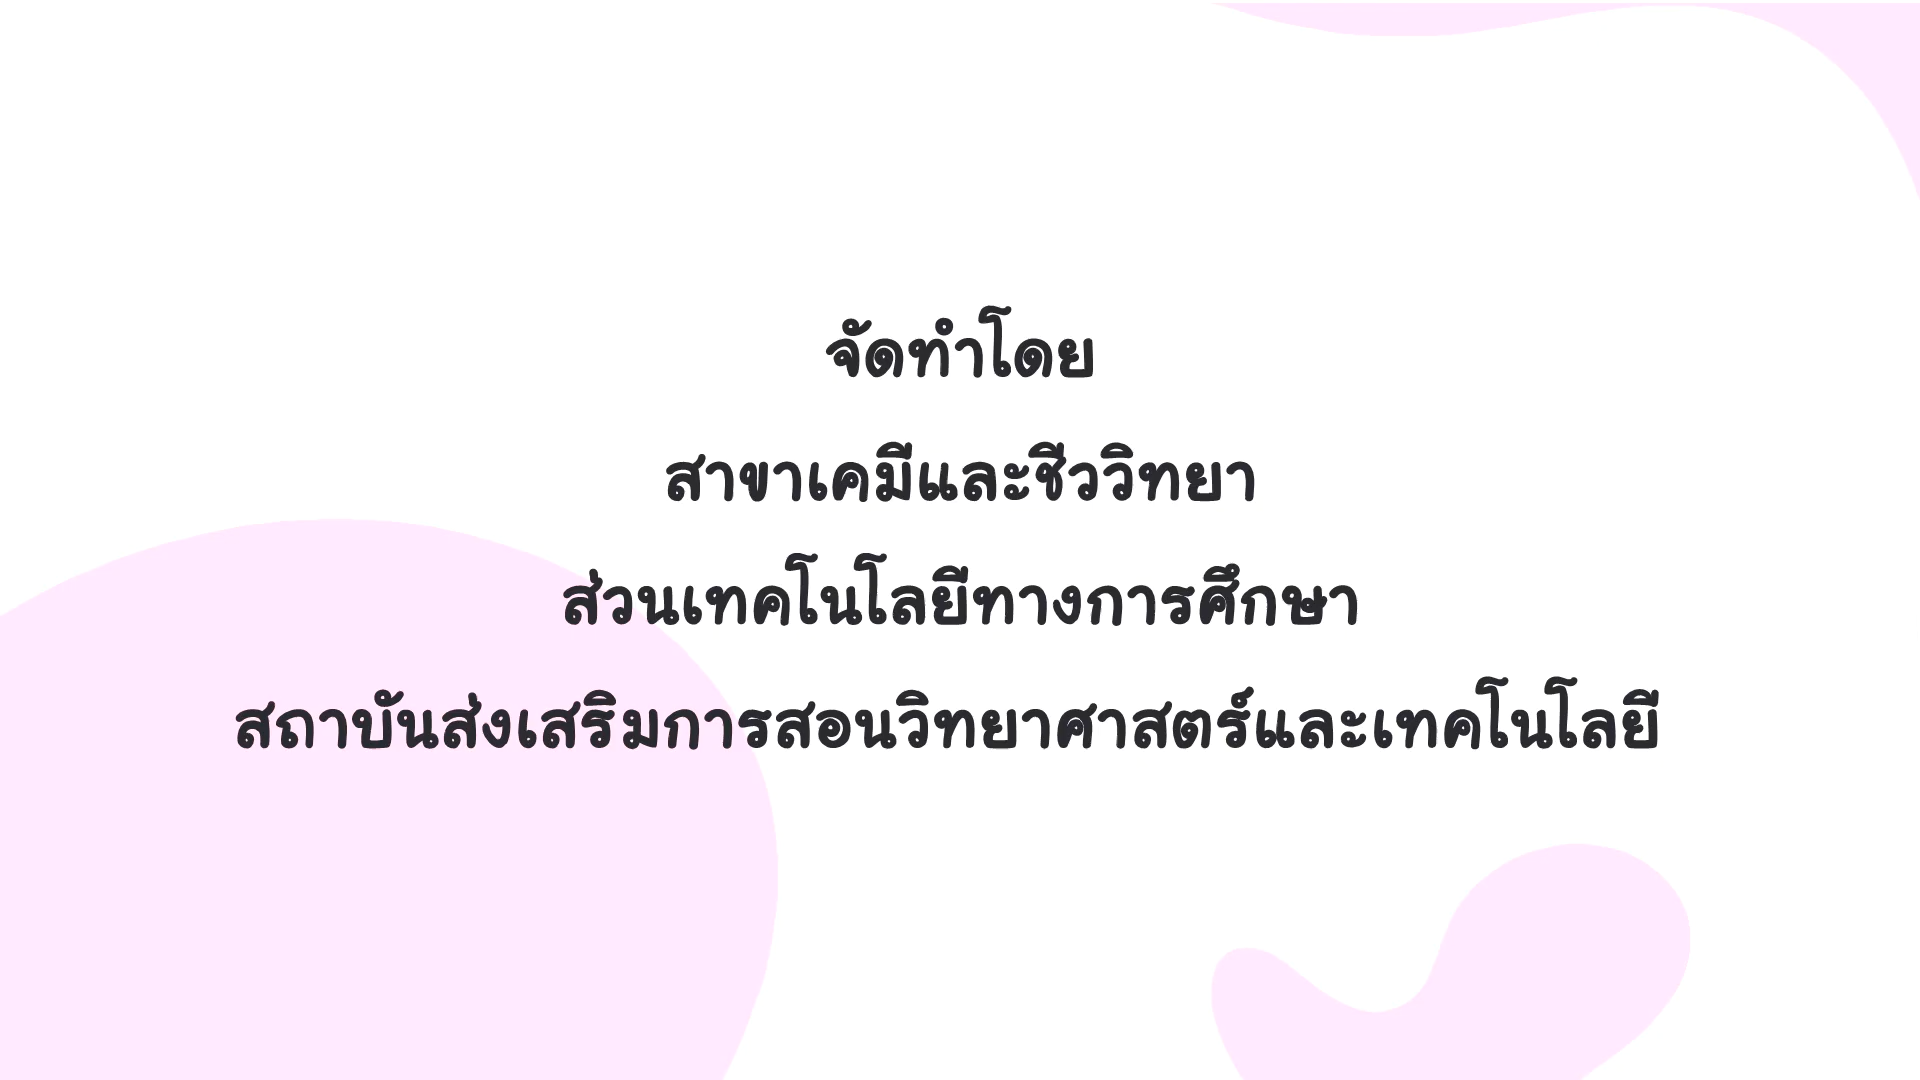 จัดทำโดย
สาขาเคมีและชีววิทยา
ส่วนเทคโนโลยีทางการศึกษา
สถาบันส่งเสริมการสอนวิทยาศาสตร์และเทคโนโลยี